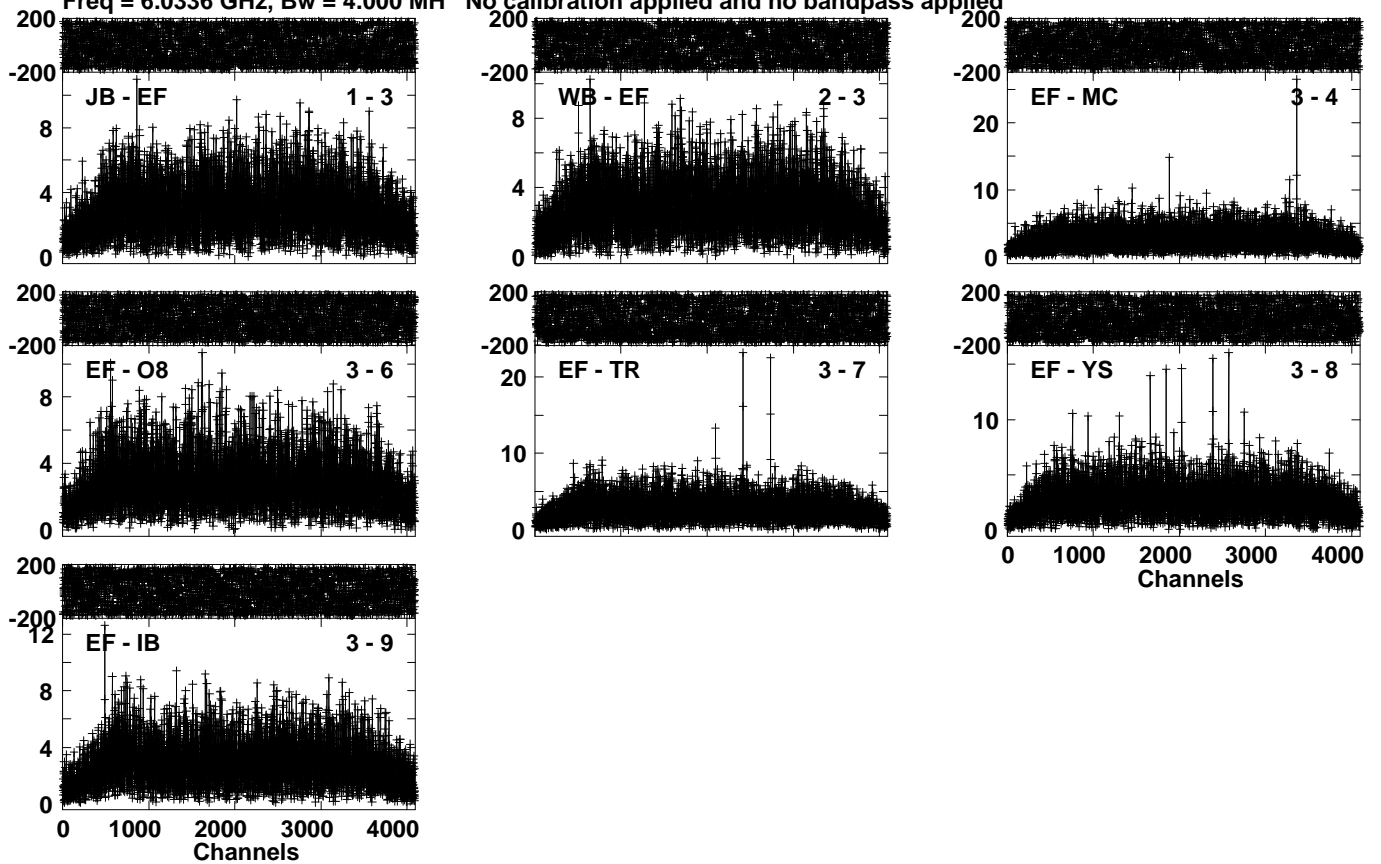 Freq = 6.0336 GHz, Bw = 4.000 MH No calibration applied and no bandpass applied
200 200 200
-200 -200 -200
JB - EF 1 - 3 WB - EF 2 - 3 EF - MC 3 - 4
8 8 20
4 4 10
0 0 0
200 200 200
-200 -200 -200
EF - O8 3 - 6 EF - TR 3 - 7 EF - YS 3 - 8
8 20 10
4 10
0 0 0
0 1000 2000 3000 4000
Channels
200
-200
12
EF - IB 3 - 9
8
4
0
0 1000 2000 3000 4000
Channels